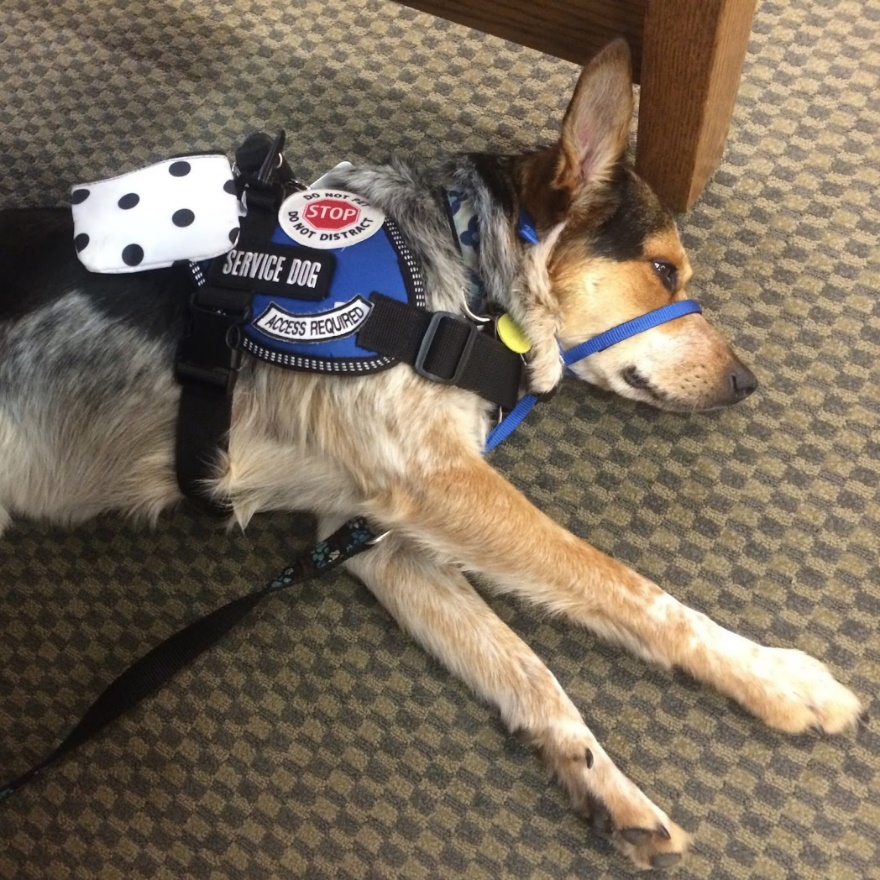 DO NOT PET
STOP
DO NOT DISTRACT
SERVICE DOG
ACCESS REQUIRED